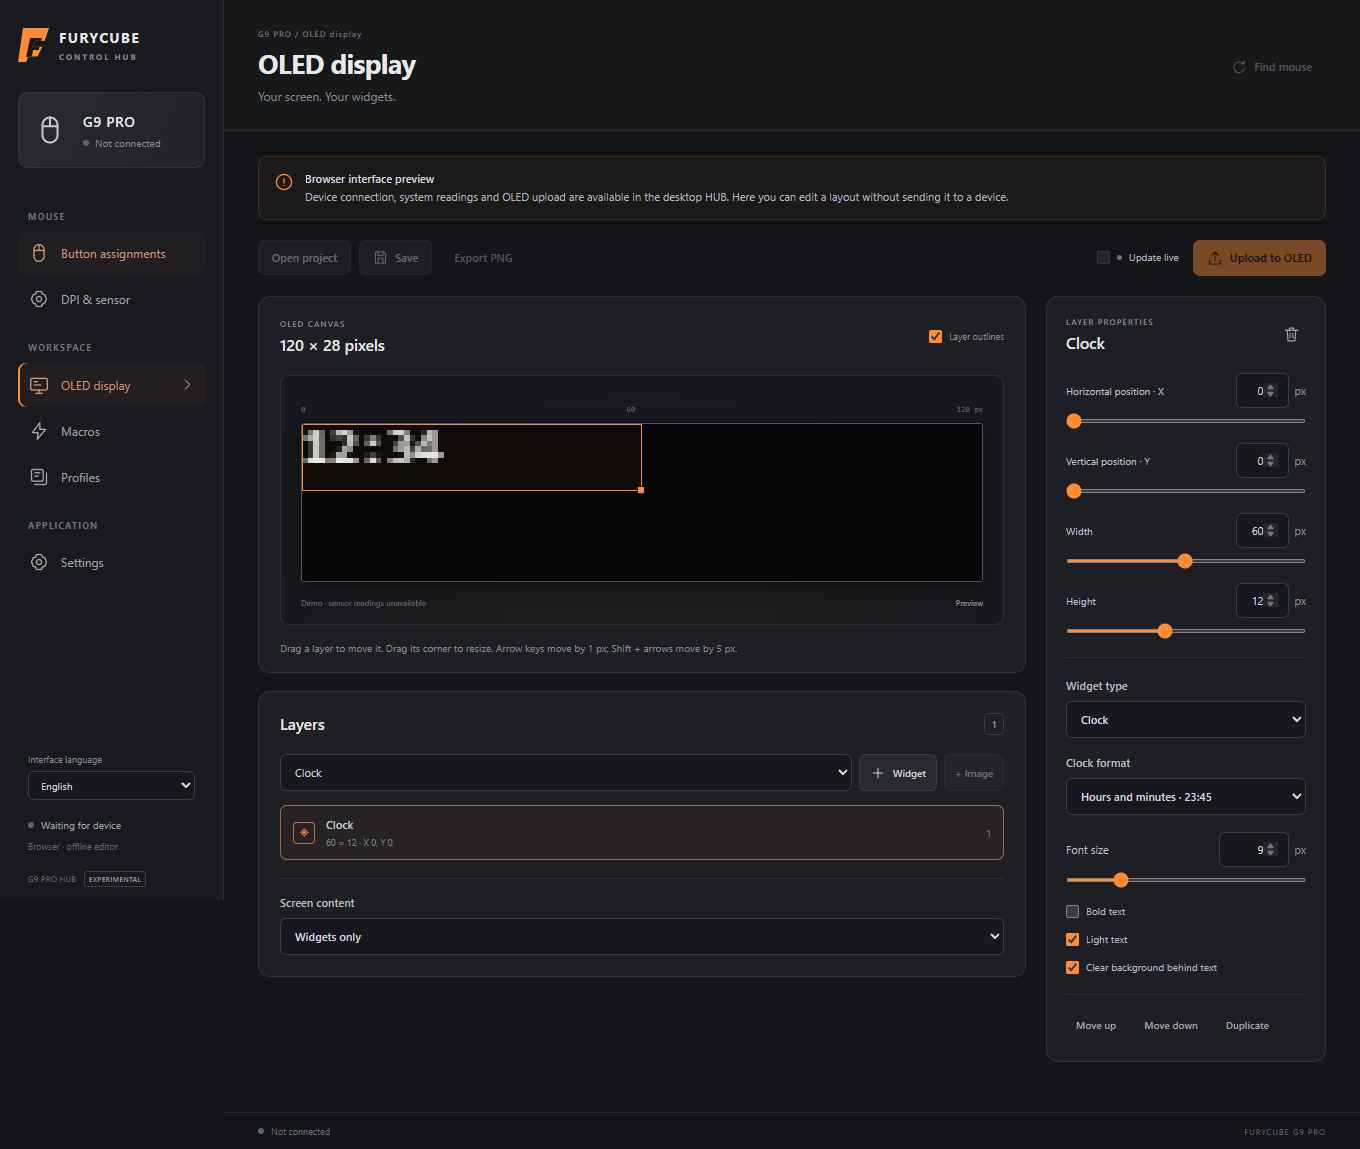 FURYCUBE
CONTROL HUB
G9 PRO
Not connected
MOUSE
Button assignments
DPI & sensor
WORKSPACE
OLED display
Macros
Profiles
APPLICATION
Settings
Interface language
English
Waiting for device
Browser · offline editor
G9 PRO HUB EXPERIMENTAL
G9 PRO / OLED display
OLED display
Your screen. Your widgets.
Find mouse
Browser interface preview
Device connection, system readings and OLED upload are available in the desktop HUB. Here you can edit a layout without sending it to a device.
Open project Save Export PNG Update live Upload to OLED
OLED CANVAS
120 × 28 pixels
Layer outlines
0 60 120 px
12:34
Demo · sensor readings unavailable Preview
Drag a layer to move it. Drag its corner to resize. Arrow keys move by 1 px; Shift + arrows move by 5 px.
Layers 1
Clock + Widget + Image
Clock
60 × 12 · X 0, Y 0
1
Screen content
Widgets only
LAYER PROPERTIES
Clock
Horizontal position · X 0 px
Vertical position · Y 0 px
Width 60 px
Height 12 px
Widget type
Clock
Clock format
Hours and minutes · 23:45
Font size 9 px
Bold text
Light text
Clear background behind text
Move up Move down Duplicate
Not connected FURYCUBE G9 PRO